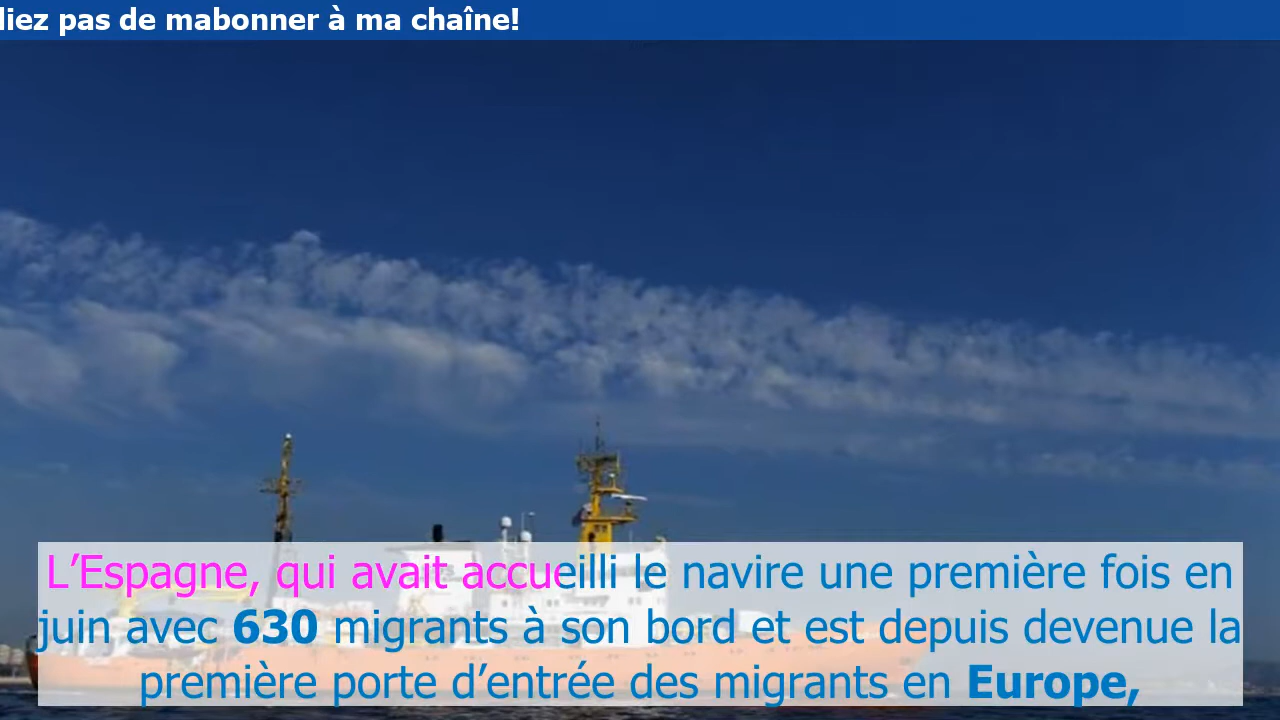 liez pas de mabonner à ma chaîne!
L’Espagne, qui avait accueilli le navire une première fois en
juin avec 630 migrants à son bord et est depuis devenue la
première porte d’entrée des migrants en Europe,